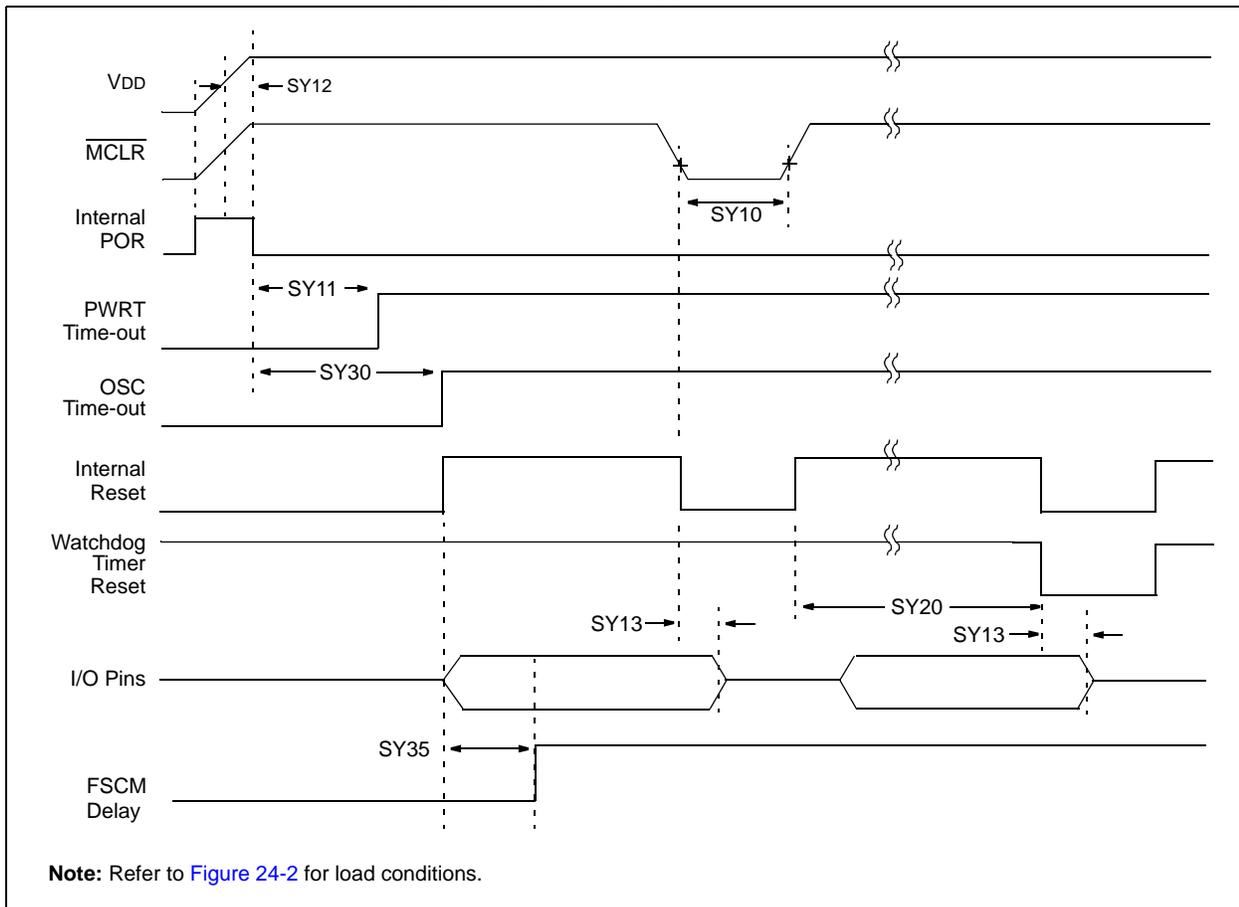 VDD
SY12
MCLR
SY10
Internal
POR
SY11
PWRT
Time-out
SY30
OSC
Time-out
Internal
Reset
Watchdog
Timer
Reset
SY20
SY13
SY13
I/O Pins
SY35
FSCM
Delay
Note: Refer to Figure 24-2 for load conditions.